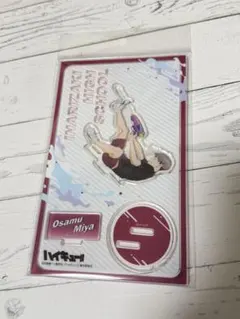 INARIZAKI
HIGH
SCHOOL
Osamu
Miya
ハイキュー!!